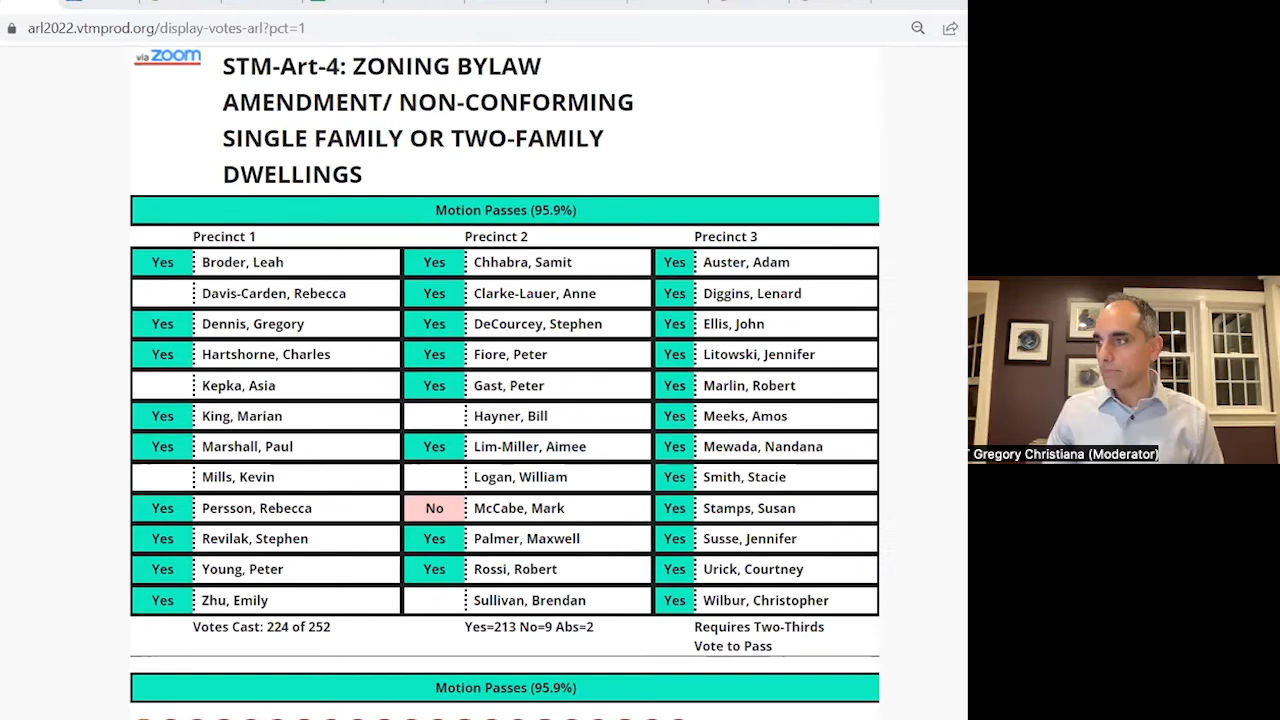 arl2022.vtmprod.org/display-votes-arl?pct=1
via zoom
STM-Art-4: ZONING BYLAW
AMENDMENT/ NON-CONFORMING
SINGLE FAMILY OR TWO-FAMILY
DWELLINGS
Motion Passes (95.9%)
Precinct 1 Precinct 2 Precinct 3
Yes Broder, Leah Yes Chhabra, Samit Yes Auster, Adam
Davis-Carden, Rebecca Yes Clarke-Lauer, Anne Yes Diggins, Lenard
Yes Dennis, Gregory Yes DeCourcey, Stephen Yes Ellis, John
Yes Hartshorne, Charles Yes Fiore, Peter Yes Litowski, Jennifer
Kepka, Asia Yes Gast, Peter Yes Marlin, Robert
Yes King, Marian Hayner, Bill Yes Meeks, Amos
Yes Marshall, Paul Yes Lim-Miller, Aimee Yes Mewada, Nandana
Mills, Kevin Logan, William Yes Smith, Stacie
Yes Persson, Rebecca No McCabe, Mark Yes Stamps, Susan
Yes Revilak, Stephen Yes Palmer, Maxwell Yes Susse, Jennifer
Yes Young, Peter Yes Rossi, Robert Yes Urick, Courtney
Yes Zhu, Emily Sullivan, Brendan Yes Wilbur, Christopher
Votes Cast: 224 of 252 Yes=213 No=9 Abs=2 Requires Two-Thirds
Vote to Pass
Motion Passes (95.9%)
Gregory Christiana (Moderator)